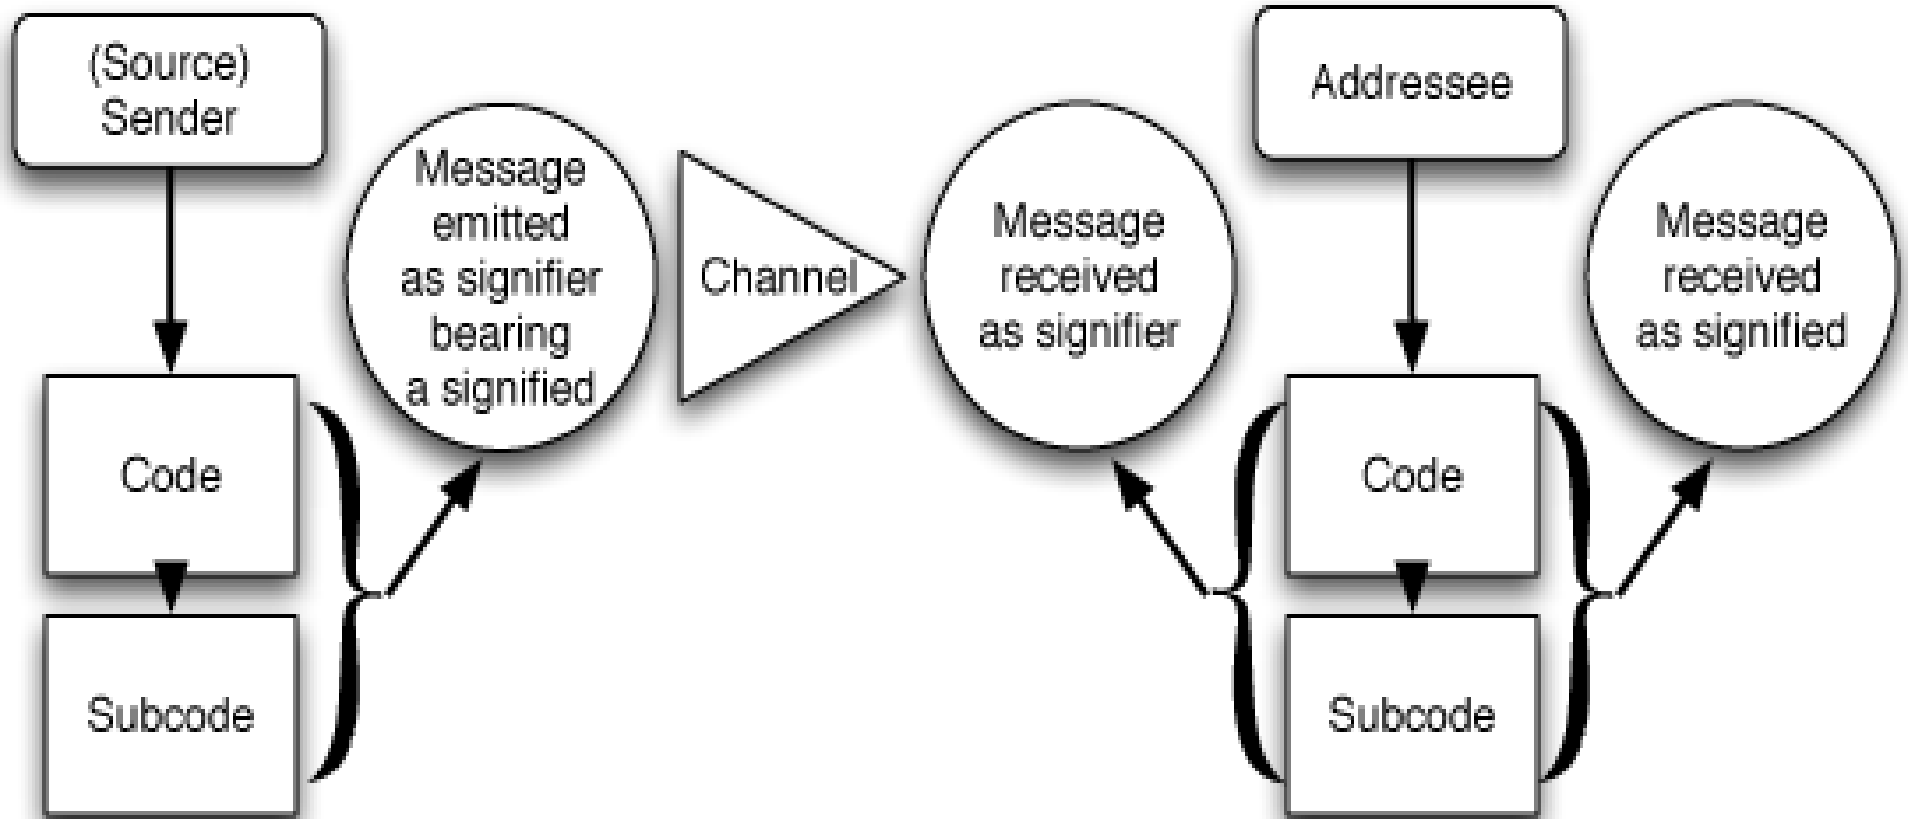 (Source)
Sender
Code
Subcode
Message
emitted
as signifier
bearing
a signified
Channel
Message
received
as signifier
Addressee
Code
Subcode
Message
received
as signified